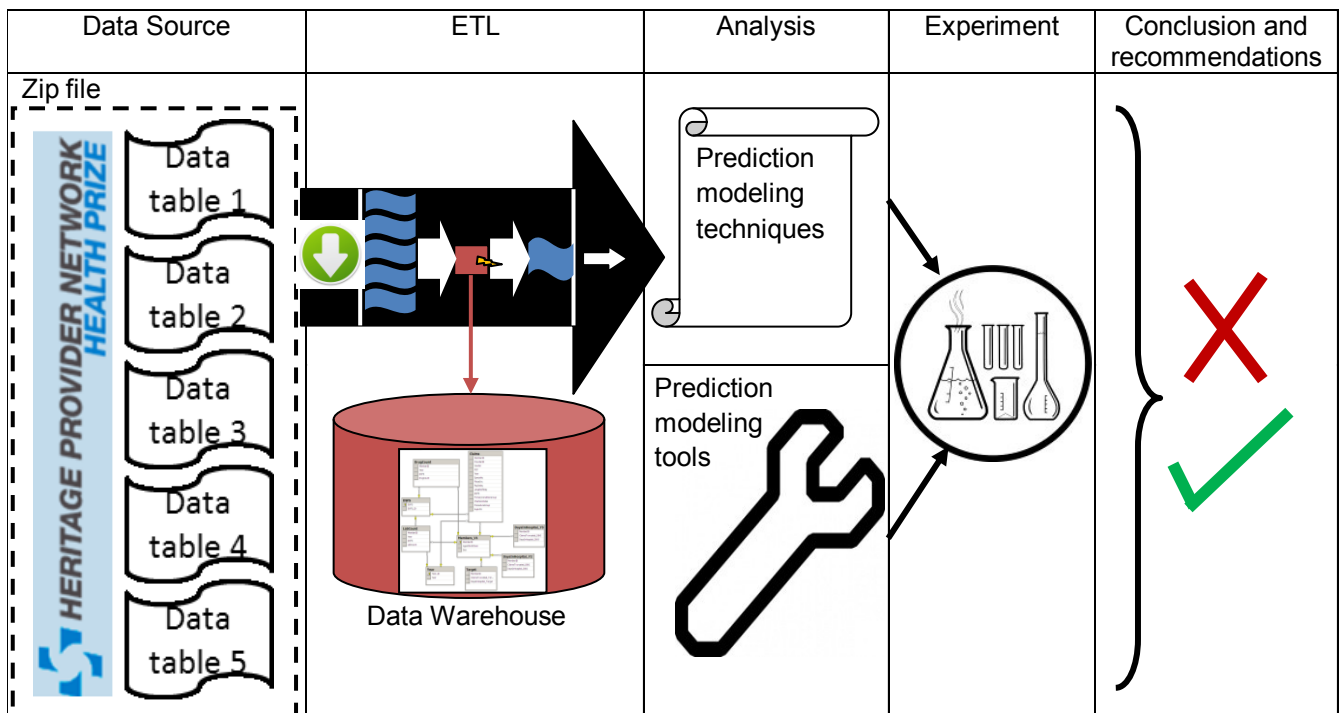 Data Source
ETL
Analysis
Experiment
Conclusion and
recommendations
Zip file
HERITAGE PROVIDER NETWORK
HEALTH PRIZE
Data
table 1
Data
table 2
Data
table 3
Data
table 4
Data
table 5
Data Warehouse
Prediction
modeling
techniques
Prediction
modeling
tools